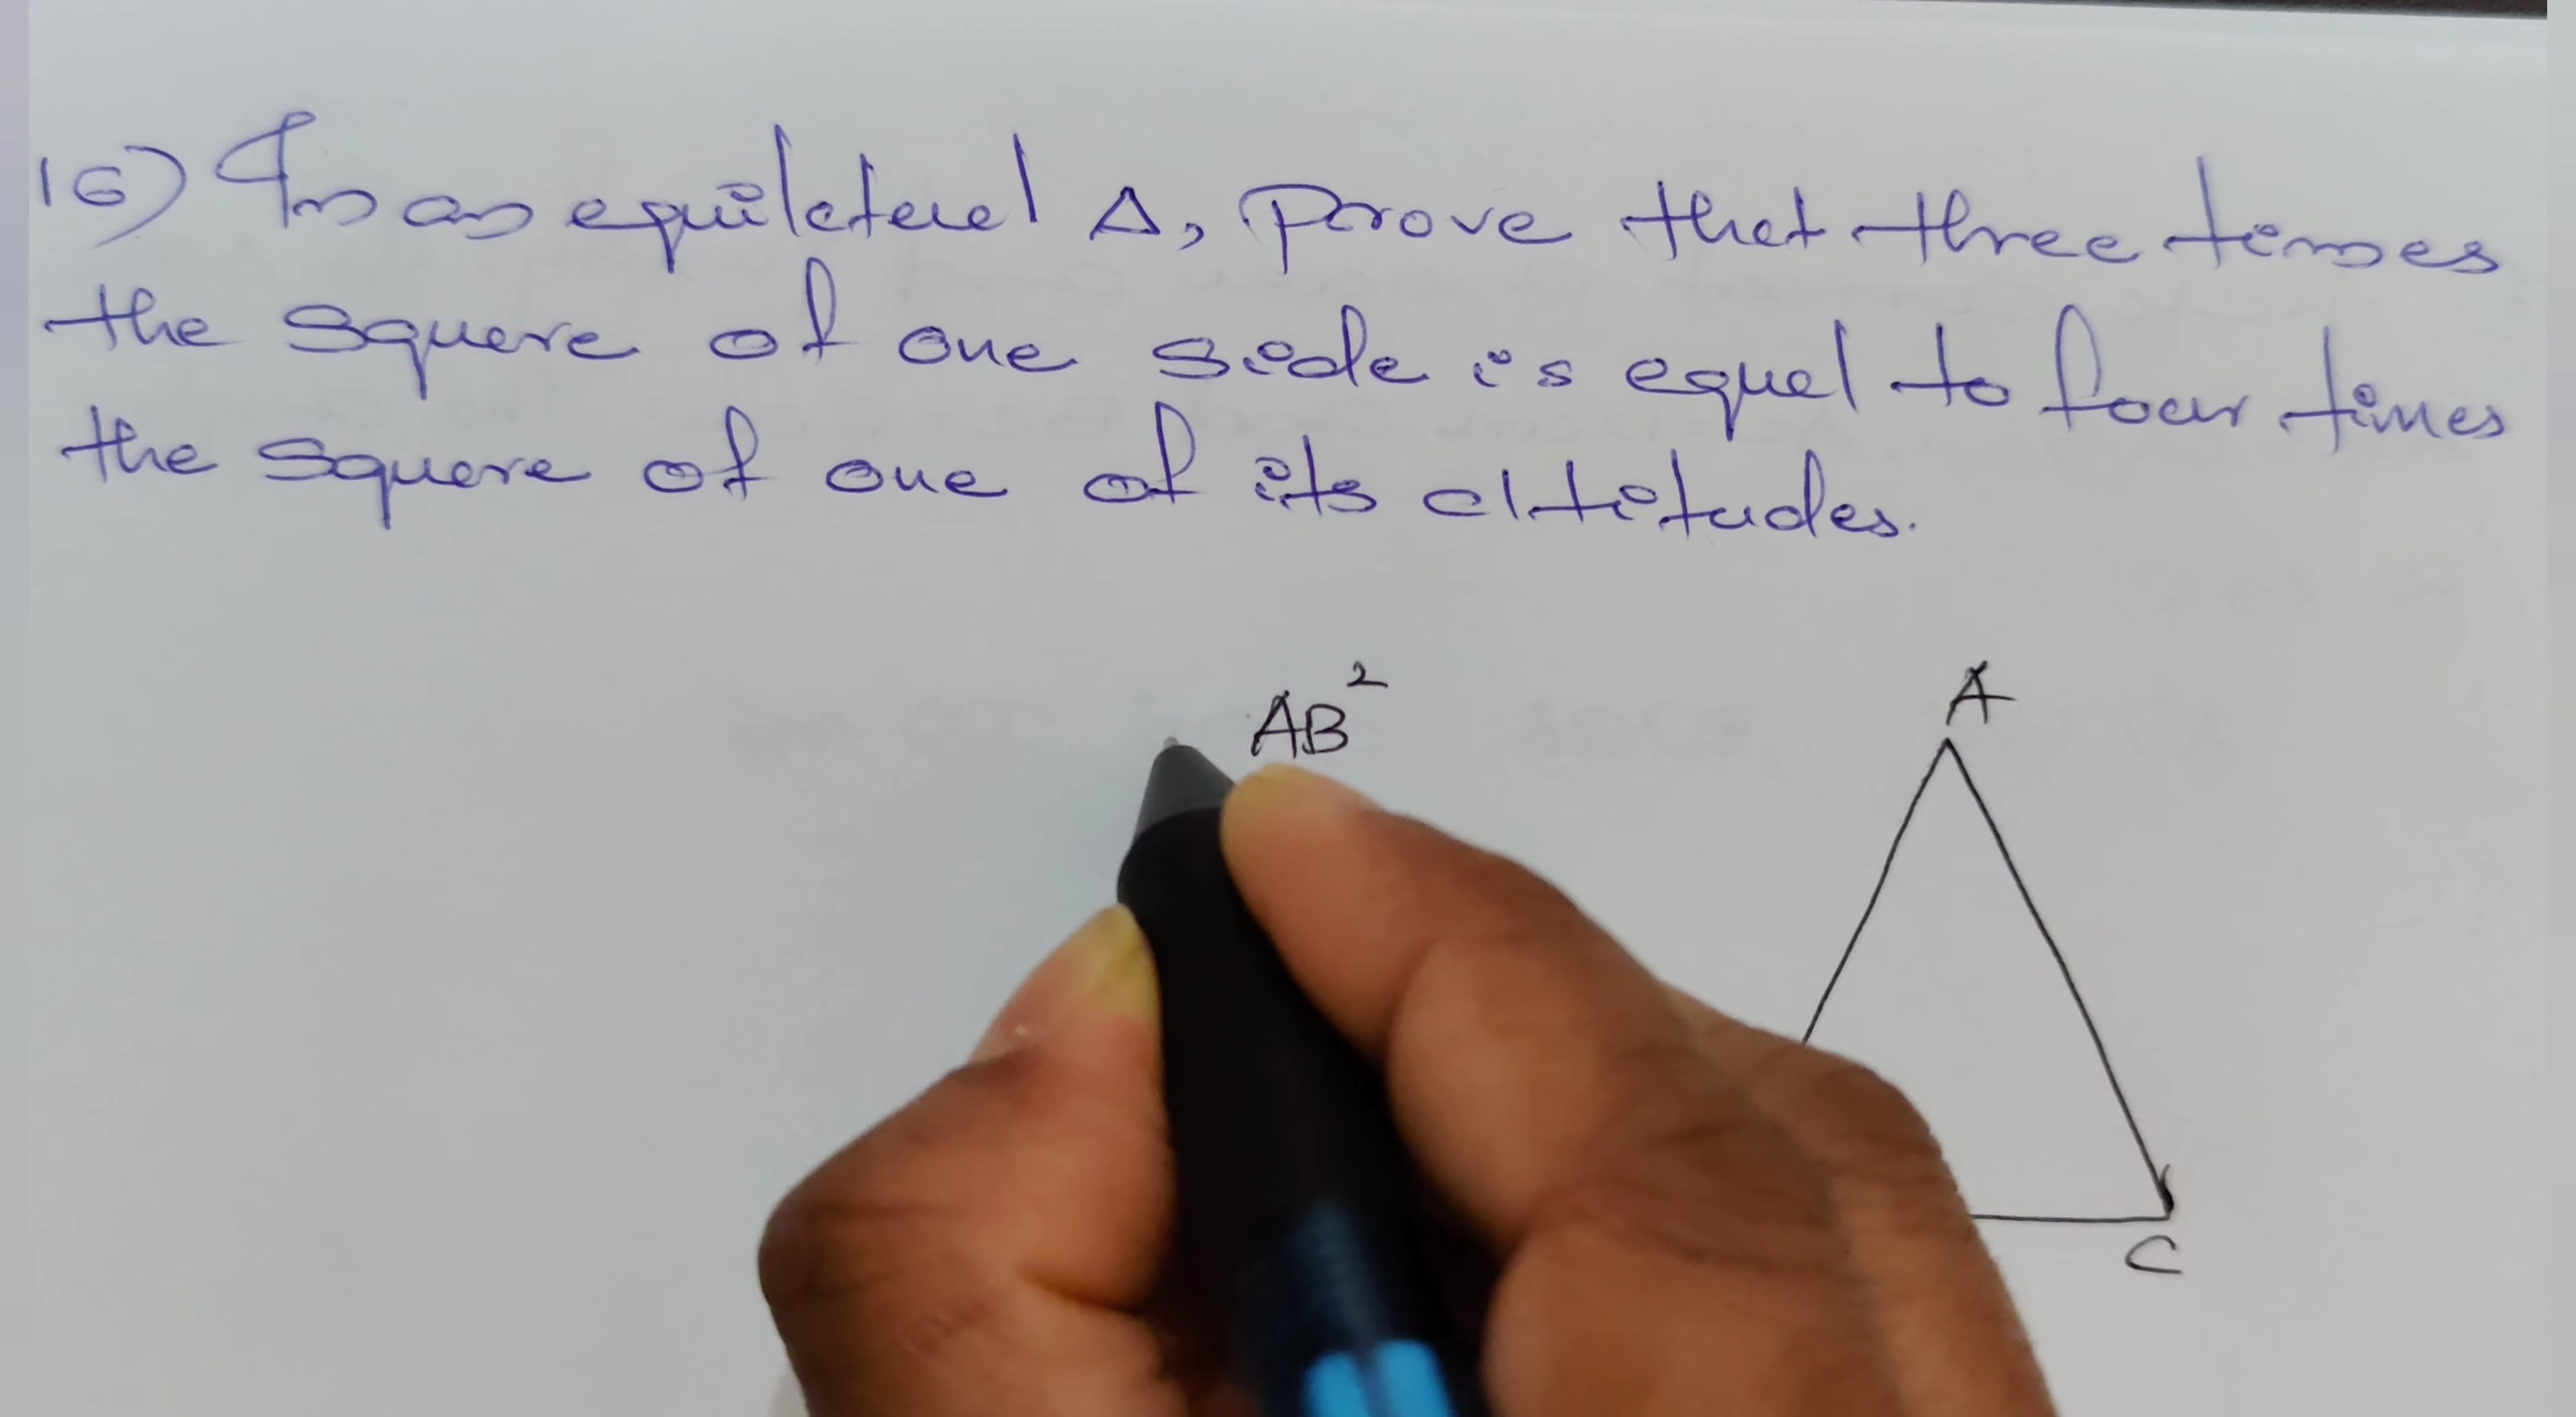 16) In an equilateral Δ, prove that three times
the square of one side is equal to four times
the square of one of its altitudes.
AB²
A
C